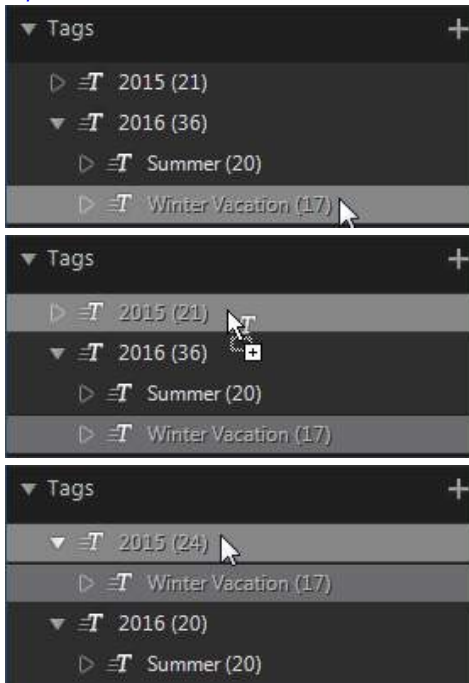 Tags +
2015 (21)
2016 (36)
Summer (20)
Winter Vacation (17)
Tags +
2015 (21)
2016 (36)
Summer (20)
Winter Vacation (17)
Tags +
2015 (24)
Winter Vacation (17)
2016 (20)
Summer (20)